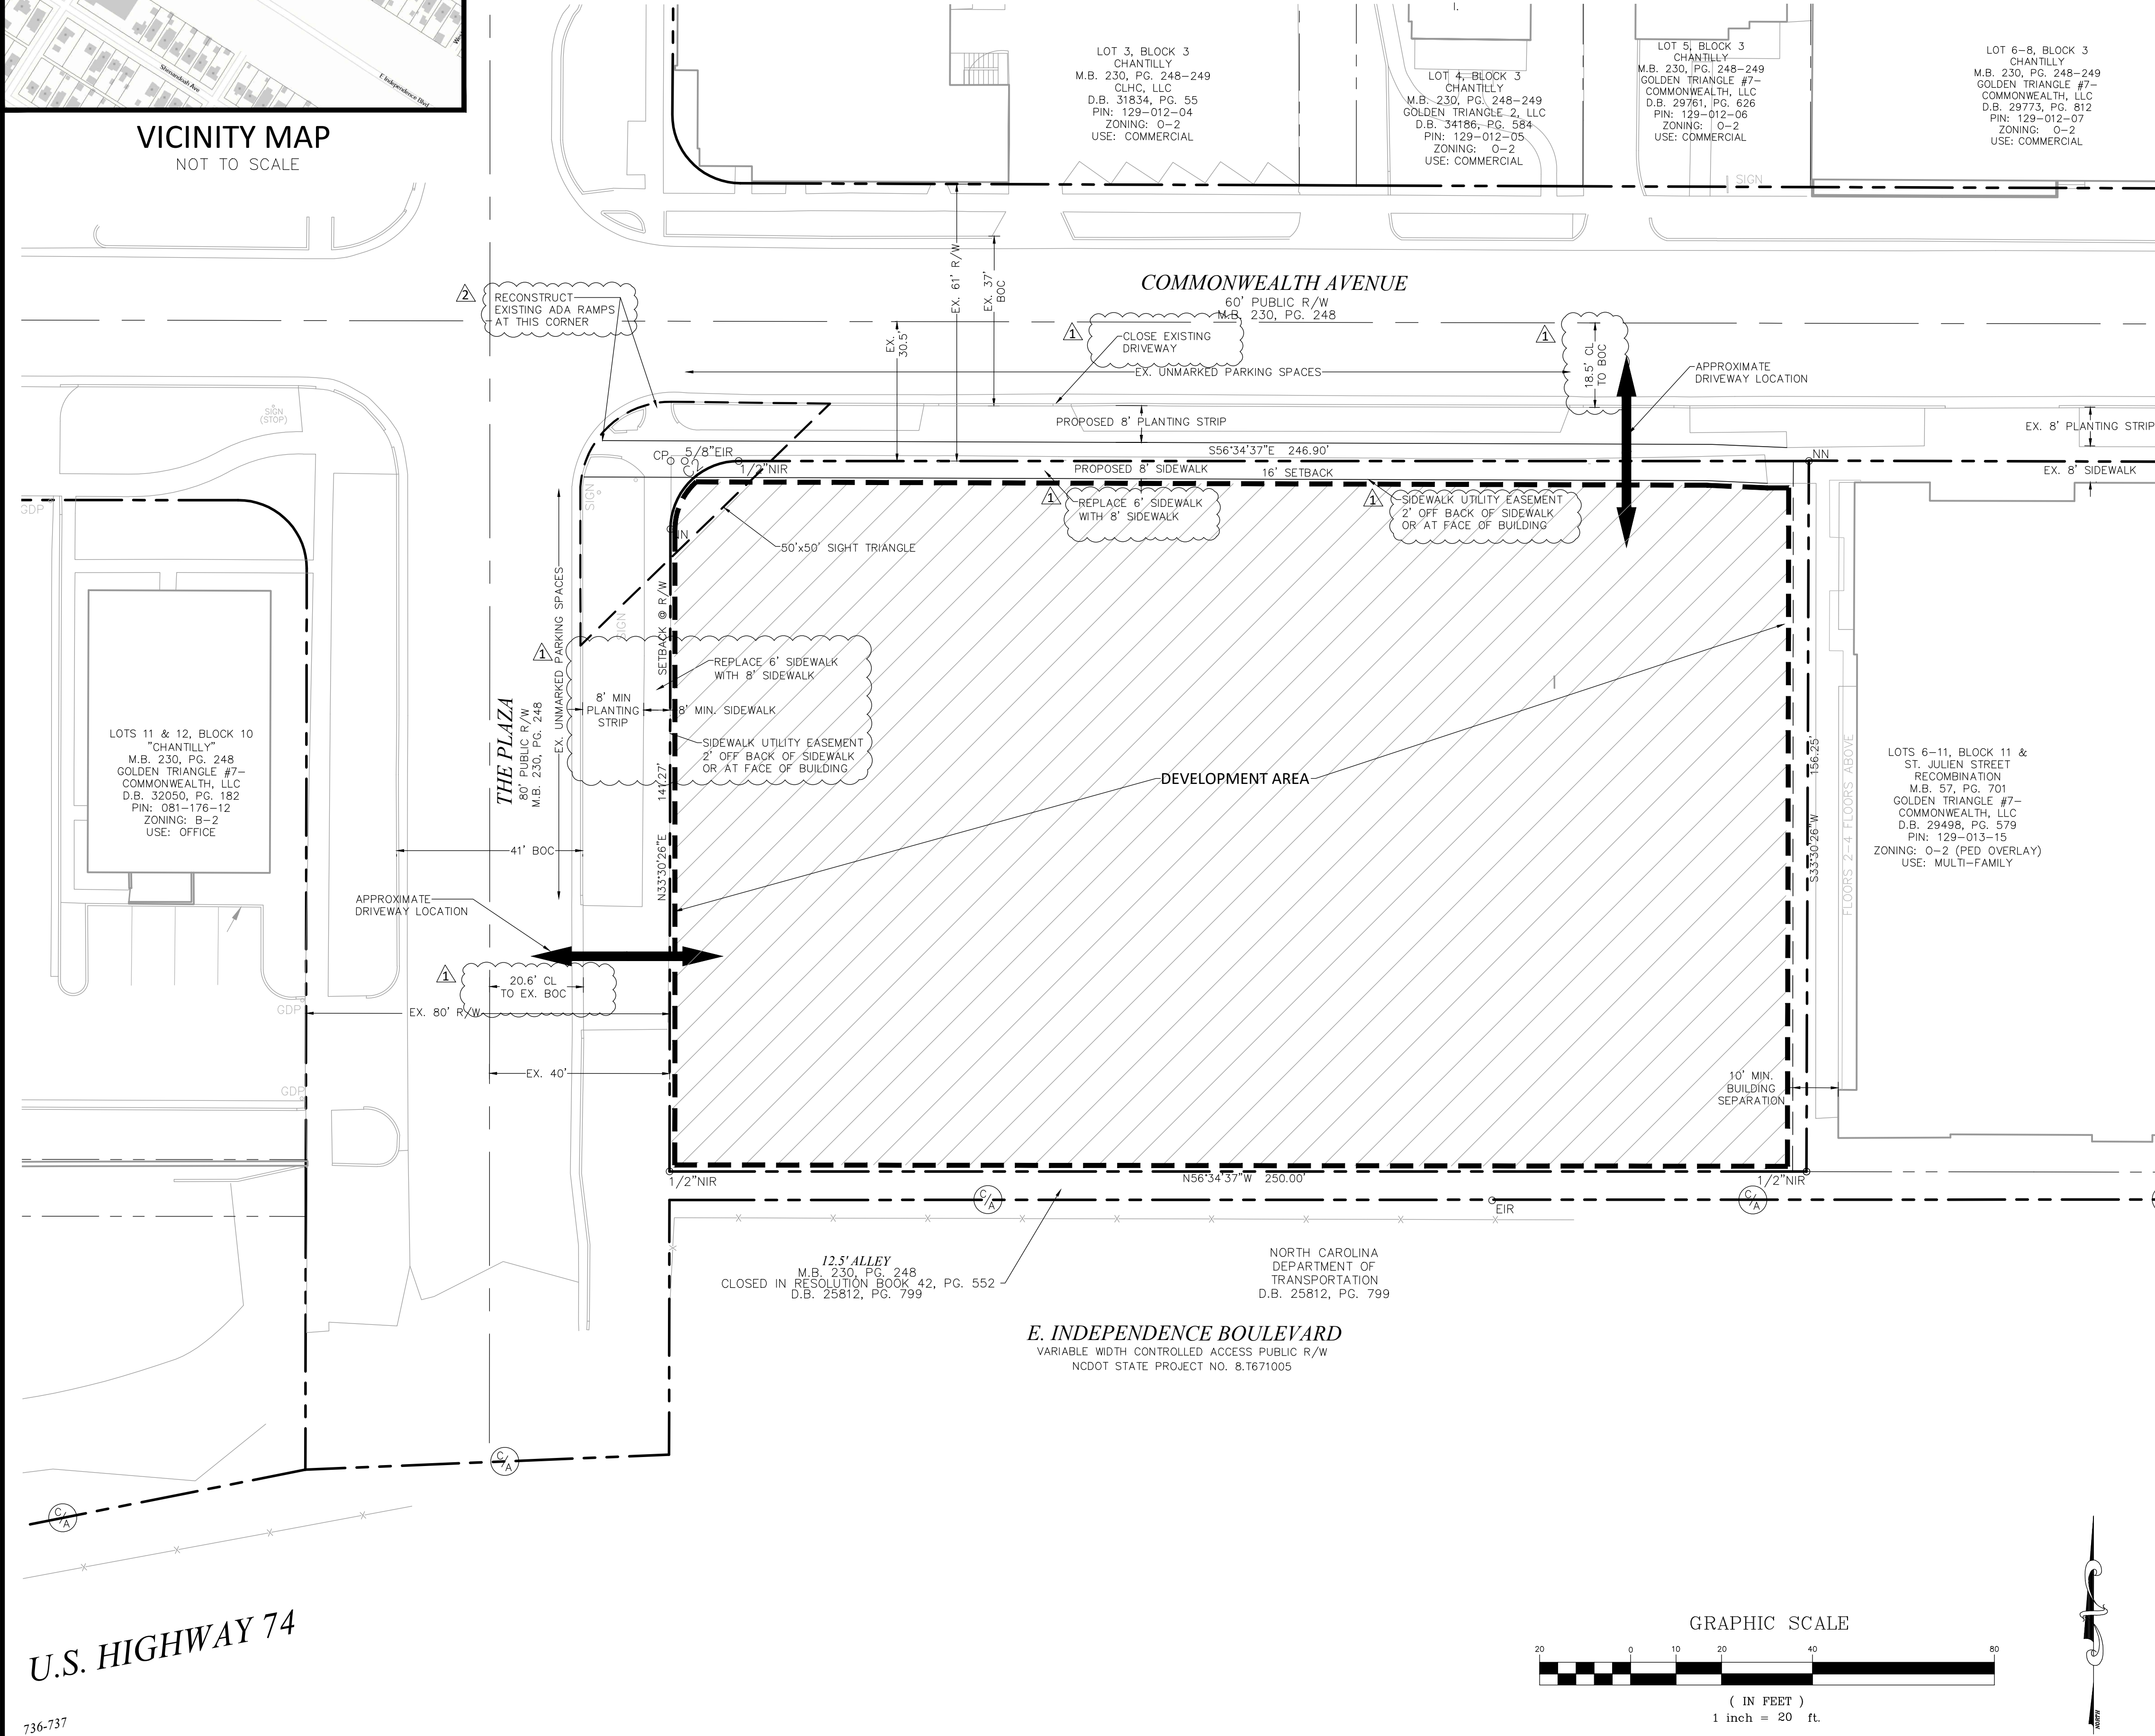 Shenandoah Ave
E Independence Blvd
VICINITY MAP
NOT TO SCALE
LOT 3, BLOCK 3
CHANTILLY
M.B. 230, PG. 248-249
CLHC, LLC
D.B. 31834, PG. 55
PIN: 129-012-04
ZONING: O-2
USE: COMMERCIAL
LOT 4, BLOCK 3
CHANTILLY
M.B. 230, PG. 248-249
GOLDEN TRIANGLE 2, LLC
D.B. 34186, PG. 584
PIN: 129-012-05
ZONING: O-2
USE: COMMERCIAL
LOT 5, BLOCK 3
CHANTILLY
M.B. 230, PG. 248-249
GOLDEN TRIANGLE #7-
COMMONWEALTH, LLC
D.B. 29761, PG. 626
PIN: 129-012-06
ZONING: O-2
USE: COMMERCIAL
LOT 6-8, BLOCK 3
CHANTILLY
M.B. 230, PG. 248-249
GOLDEN TRIANGLE #7-
COMMONWEALTH, LLC
D.B. 29773, PG. 812
PIN: 129-012-07
ZONING: O-2
USE: COMMERCIAL
SIGN
COMMONWEALTH AVENUE
60' PUBLIC R/W
M.B. 230, PG. 248
EX. 61' R/W
EX. 37'
BOC
EX.
30.5'
2
RECONSTRUCT
EXISTING ADA RAMPS
AT THIS CORNER
1
CLOSE EXISTING
DRIVEWAY
1
18.5' CL
TO BOC
EX. UNMARKED PARKING SPACES
APPROXIMATE
DRIVEWAY LOCATION
SIGN
(STOP)
PROPOSED 8' PLANTING STRIP
EX. 8' PLANTING STRIP
S56°34'37"E 246.90'
CP
5/8"EIR
C2
1/2"NIR
NN
PROPOSED 8' SIDEWALK
16' SETBACK
EX. 8' SIDEWALK
1
REPLACE 6' SIDEWALK
WITH 8' SIDEWALK
1
SIDEWALK UTILITY EASEMENT
2' OFF BACK OF SIDEWALK
OR AT FACE OF BUILDING
GDP
SIGN
NN
50'x50' SIGHT TRIANGLE
EX. UNMARKED PARKING SPACES
SETBACK @ R/W
SIGN
1
REPLACE 6' SIDEWALK
WITH 8' SIDEWALK
8' MIN
PLANTING
STRIP
8' MIN. SIDEWALK
SIDEWALK UTILITY EASEMENT
2' OFF BACK OF SIDEWALK
OR AT FACE OF BUILDING
THE PLAZA
80' PUBLIC R/W
M.B. 230, PG. 248
LOTS 11 & 12, BLOCK 10
"CHANTILLY"
M.B. 230, PG. 248
GOLDEN TRIANGLE #7-
COMMONWEALTH, LLC
D.B. 32050, PG. 182
PIN: 081-176-12
ZONING: B-2
USE: OFFICE
N33°30'26"E
141.27'
DEVELOPMENT AREA
S33°30'26"W
156.25'
FLOORS 2-4 FLOORS ABOVE
LOTS 6-11, BLOCK 11 &
ST. JULIEN STREET
RECOMBINATION
M.B. 57, PG. 701
GOLDEN TRIANGLE #7-
COMMONWEALTH, LLC
D.B. 29498, PG. 579
PIN: 129-013-15
ZONING: O-2 (PED OVERLAY)
USE: MULTI-FAMILY
41' BOC
APPROXIMATE
DRIVEWAY LOCATION
1
20.6' CL
TO EX. BOC
GDP
EX. 80' R/W
EX. 40'
GDP
10' MIN.
BUILDING
SEPARATION
1/2"NIR
N56°34'37"W 250.00'
1/2"NIR
C/A
EIR
C/A
12.5' ALLEY
M.B. 230, PG. 248
CLOSED IN RESOLUTION BOOK 42, PG. 552
D.B. 25812, PG. 799
NORTH CAROLINA
DEPARTMENT OF
TRANSPORTATION
D.B. 25812, PG. 799
E. INDEPENDENCE BOULEVARD
VARIABLE WIDTH CONTROLLED ACCESS PUBLIC R/W
NCDOT STATE PROJECT NO. 8.T671005
C/A
C/A
U.S. HIGHWAY 74
736-737
GRAPHIC SCALE
20 0 10 20 40 80
( IN FEET )
1 inch = 20 ft.